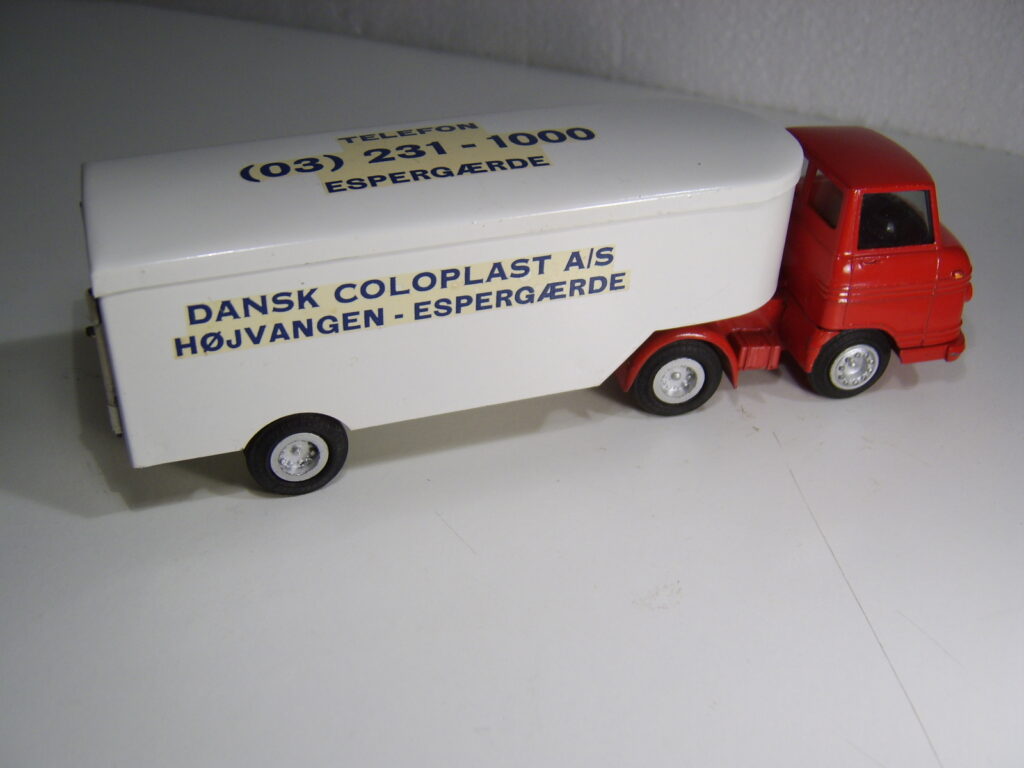 TELEFON
(03) 231 - 1000
ESPERGÆRDE
DANSK COLOPLAST A/S
HØJVANGEN - ESPERGÆRDE